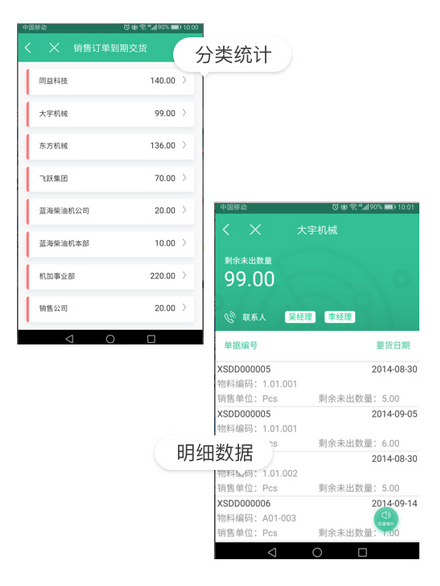 中国移动 90% 10:00
销售订单到期交货
分类统计
同益科技 140.00
大宇机械 99.00
东方机械 136.00
飞跃集团 70.00
蓝海柴油机公司 20.00
蓝海柴油机本部 10.00
机加事业部 220.00
销售公司 20.00
中国移动 90% 10:01
大宇机械
剩余未出数量
99.00
联系人 吴经理 李经理
单据编号 要货日期
XSDD000005 2014-08-30
物料编码: 1.01.001
销售单位: Pcs 剩余未出数量: 5.00
XSDD000005 2014-09-05
物料编码: 1.01.001
剩余未出数量: 6.00
明细数据
2014-08-30
物料编码: 1.01.002
销售单位: Pcs 剩余未出数量: 5.00
XSDD000006 2014-09-14
物料编码: A01-003
销售单位: Pcs 剩余未出数量: 1.00